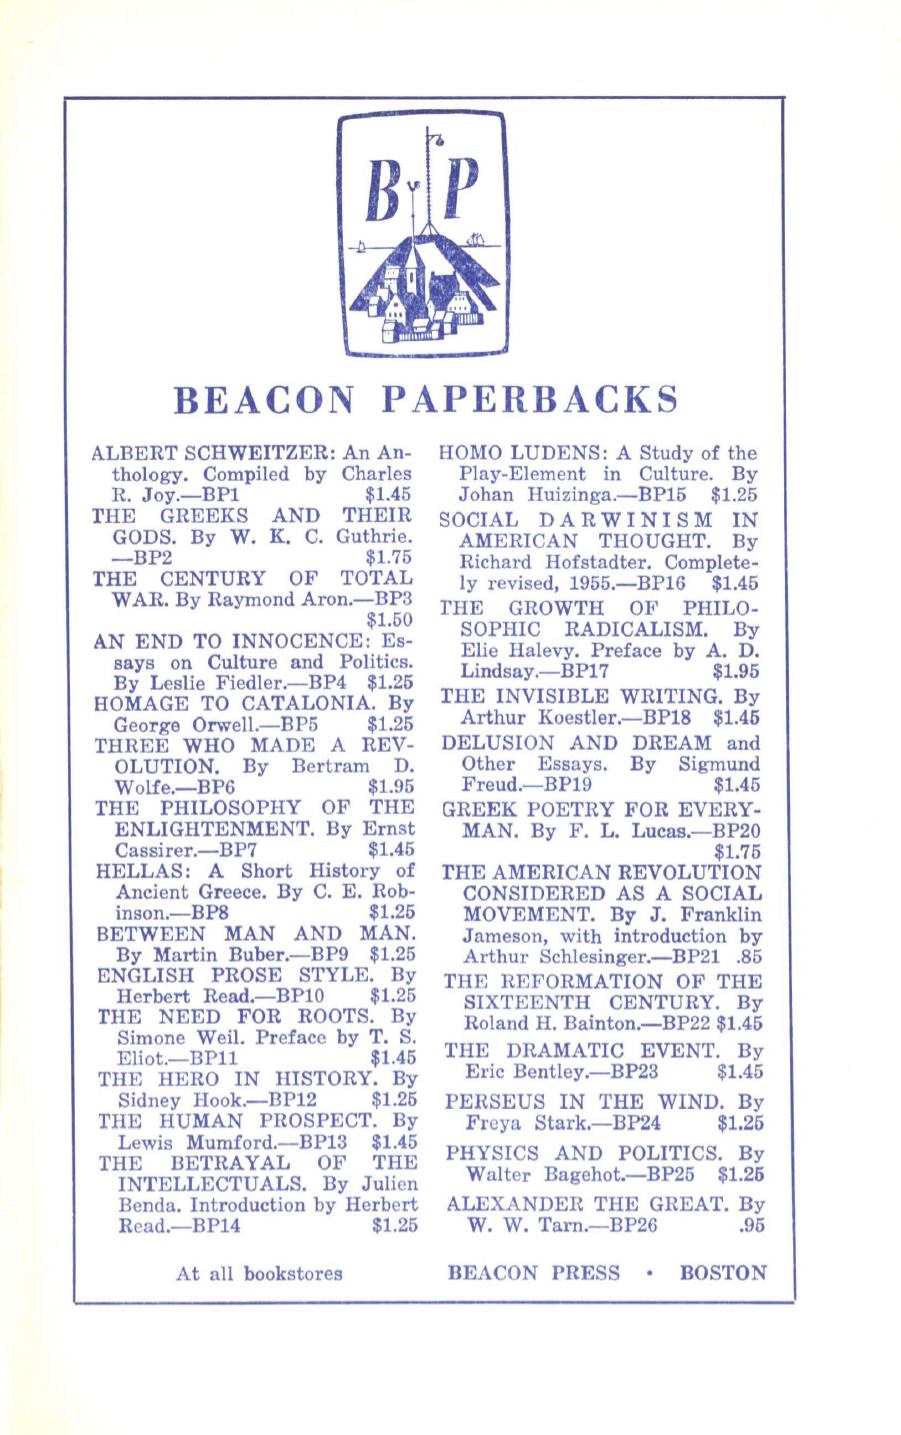 B P
BEACON PAPERBACKS
ALBERT SCHWEITZER: An An-
thology. Compiled by Charles
R. Joy.—BP1 $1.45
THE GREEKS AND THEIR
GODS. By W. K. C. Guthrie.
—BP2 $1.75
THE CENTURY OF TOTAL
WAR. By Raymond Aron.—BP3
$1.50
AN END TO INNOCENCE: Es-
says on Culture and Politics.
By Leslie Fiedler.—BP4 $1.25
HOMAGE TO CATALONIA. By
George Orwell.—BP5 $1.25
THREE WHO MADE A REV-
OLUTION. By Bertram D.
Wolfe.—BP6 $1.95
THE PHILOSOPHY OF THE
ENLIGHTENMENT. By Ernst
Cassirer.—BP7 $1.45
HELLAS: A Short History of
Ancient Greece. By C. E. Rob-
inson.—BP8 $1.25
BETWEEN MAN AND MAN.
By Martin Buber.—BP9 $1.25
ENGLISH PROSE STYLE. By
Herbert Read.—BP10 $1.25
THE NEED FOR ROOTS. By
Simone Weil. Preface by T. S.
Eliot.—BP11 $1.45
THE HERO IN HISTORY. By
Sidney Hook.—BP12 $1.25
THE HUMAN PROSPECT. By
Lewis Mumford.—BP13 $1.45
THE BETRAYAL OF THE
INTELLECTUALS. By Julien
Benda. Introduction by Herbert
Read.—BP14 $1.25
HOMO LUDENS: A Study of the
Play-Element in Culture. By
Johan Huizinga.—BP15 $1.25
SOCIAL DARWINISM IN
AMERICAN THOUGHT. By
Richard Hofstadter. Complete-
ly revised, 1955.—BP16 $1.45
THE GROWTH OF PHILO-
SOPHIC RADICALISM. By
Elie Halevy. Preface by A. D.
Lindsay.—BP17 $1.95
THE INVISIBLE WRITING. By
Arthur Koestler.—BP18 $1.45
DELUSION AND DREAM and
Other Essays. By Sigmund
Freud.—BP19 $1.45
GREEK POETRY FOR EVERY-
MAN. By F. L. Lucas.—BP20
$1.75
THE AMERICAN REVOLUTION
CONSIDERED AS A SOCIAL
MOVEMENT. By J. Franklin
Jameson, with introduction by
Arthur Schlesinger.—BP21 .85
THE REFORMATION OF THE
SIXTEENTH CENTURY. By
Roland H. Bainton.—BP22 $1.45
THE DRAMATIC EVENT. By
Eric Bentley.—BP23 $1.45
PERSEUS IN THE WIND. By
Freya Stark.—BP24 $1.25
PHYSICS AND POLITICS. By
Walter Bagehot.—BP25 $1.25
ALEXANDER THE GREAT. By
W. W. Tarn.—BP26 .95
At all bookstores
BEACON PRESS • BOSTON